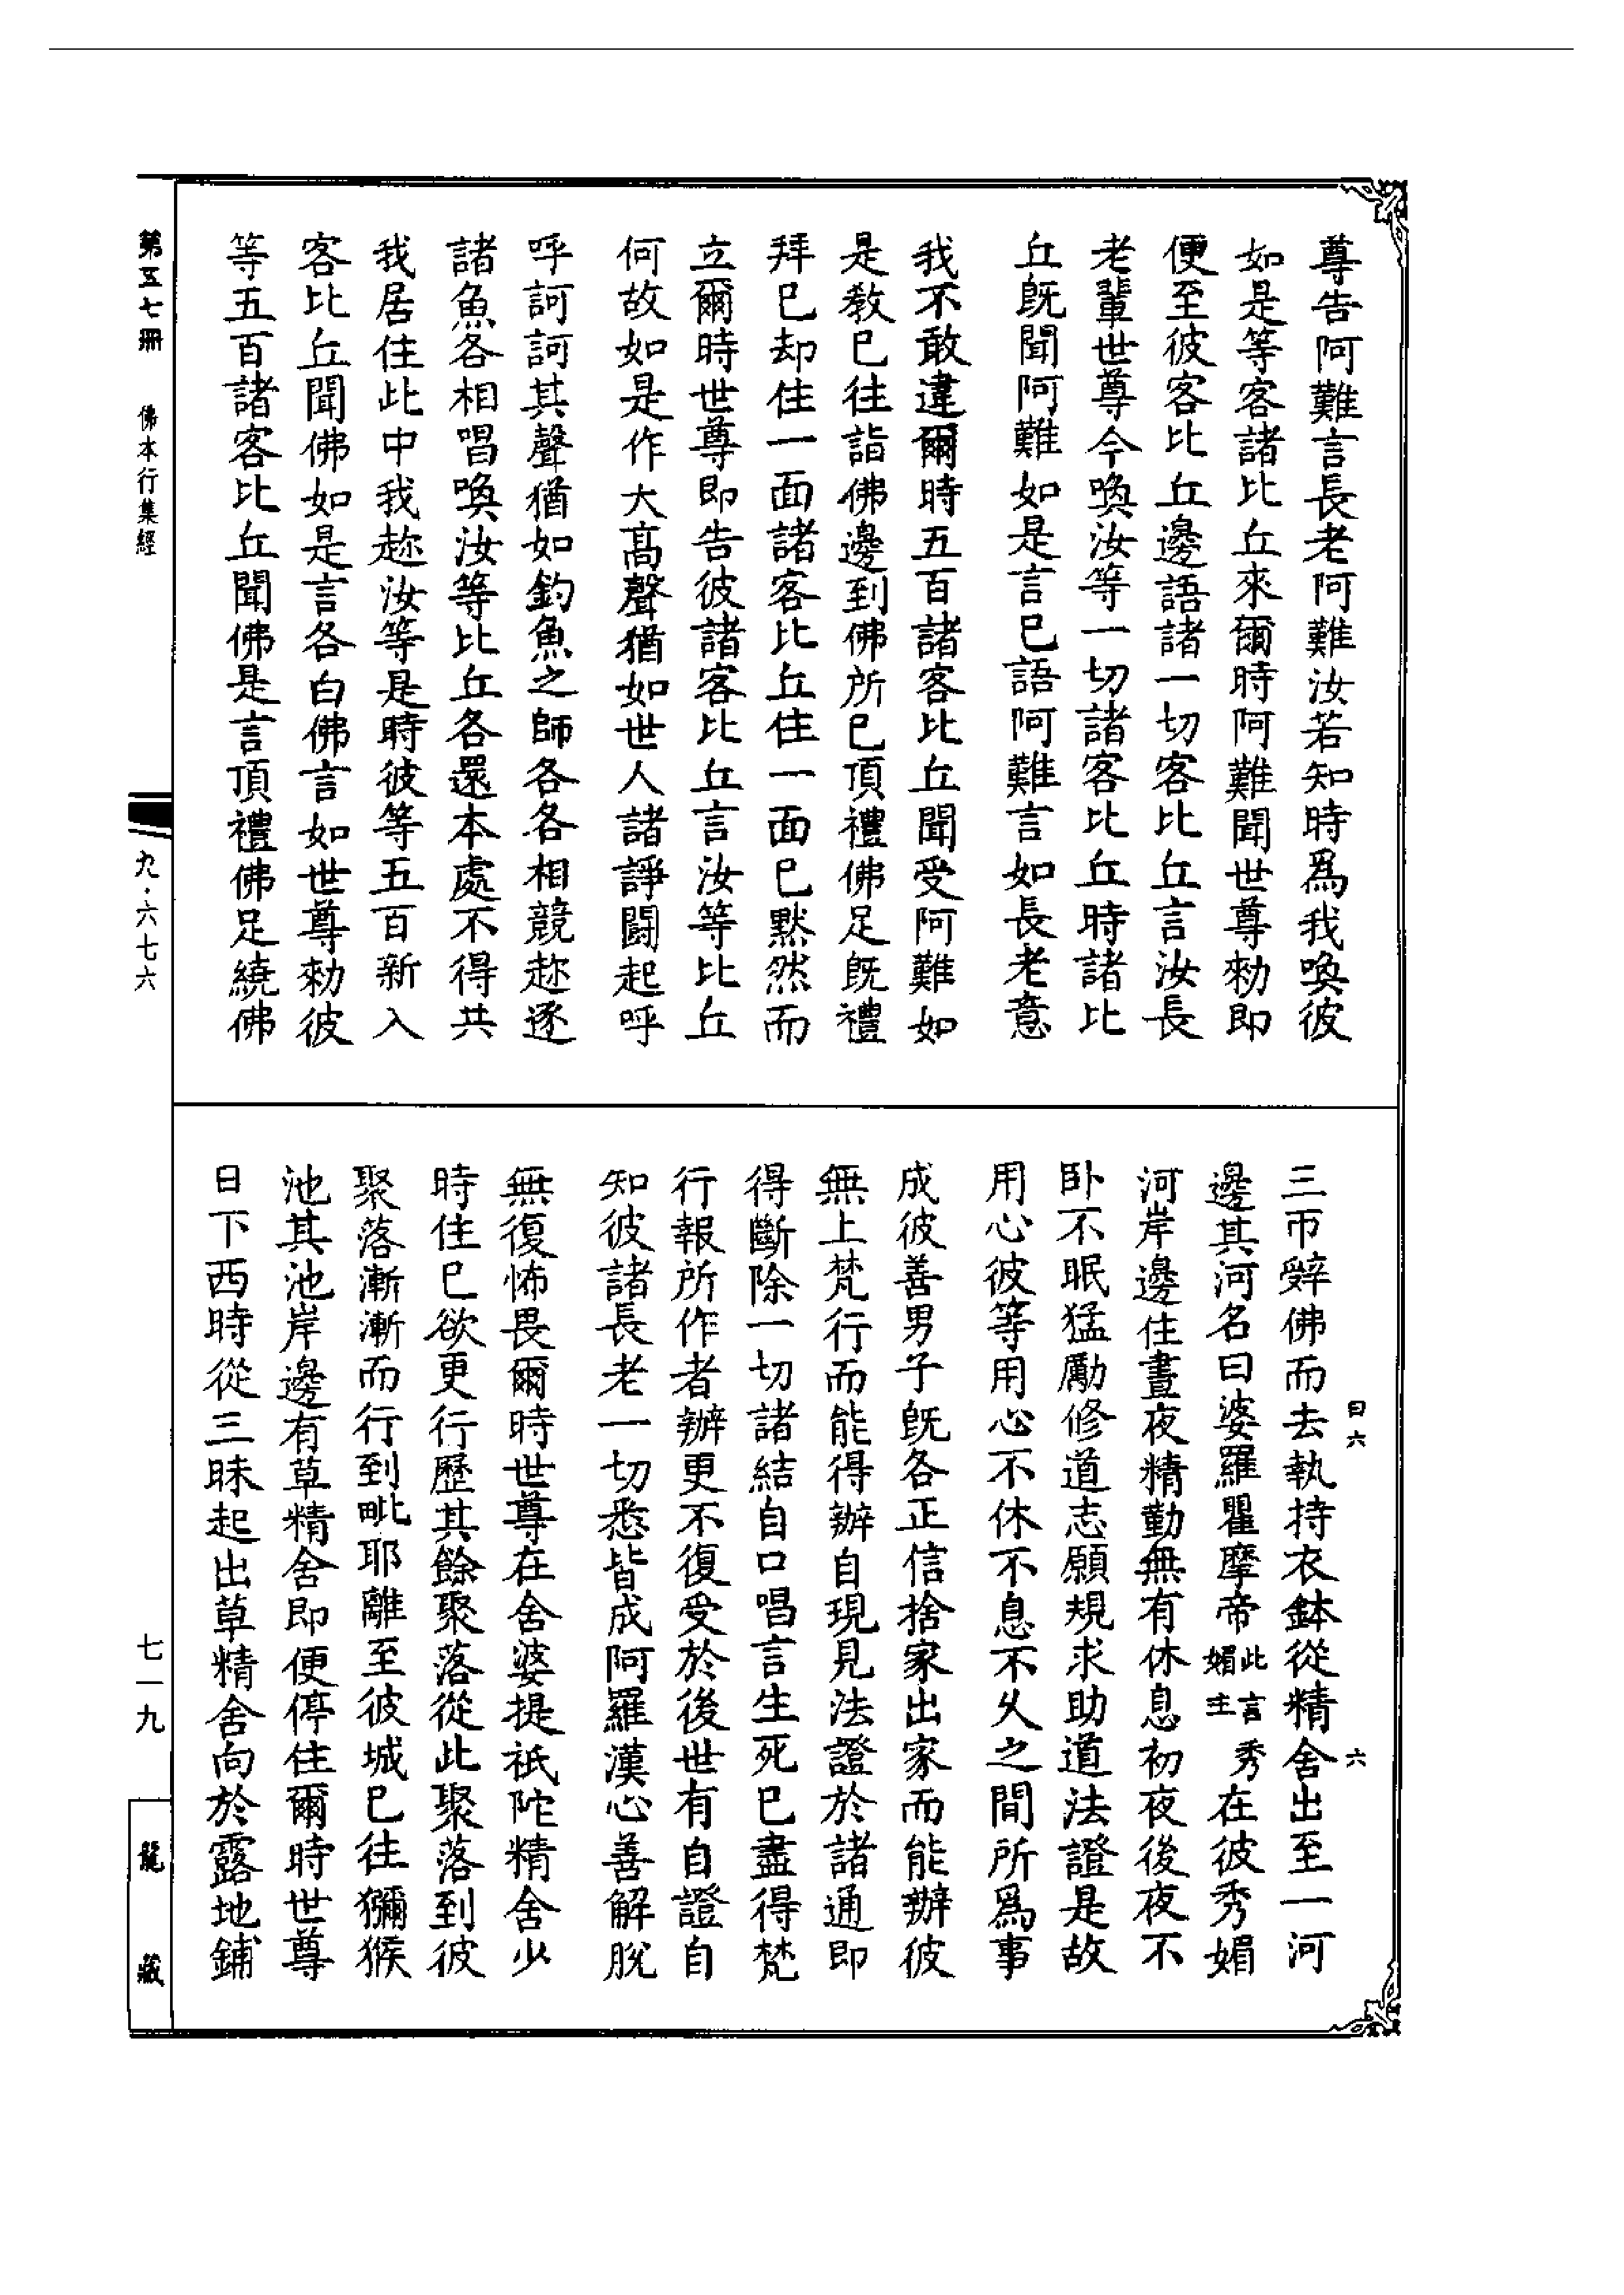 尊告阿難言長老阿難汝若知時爲我喚彼
如是等客諸比丘來爾時阿難聞世尊勑即
便至彼客比丘邊語諸一切客比丘言汝長
老輩世尊今喚汝等一切諸客比丘時諸比
丘既聞阿難如是言已語阿難言如長老意
我不敢違爾時五百諸客比丘聞受阿難如
是教已往詣佛邊到佛所已頂禮佛足既禮
拜已却住一面諸客比丘住一面已黙然而
立爾時世尊即告彼諸客比丘言汝等比丘
何故如是作大高聲猶如世人諸諍鬪起呼
呼訶訶其聲猶如釣魚之師各各相競趂逐
諸魚各相唱喚汝等比丘各還本處不得共
我居住此中我趂汝等是時彼等五百新入
客比丘聞佛如是言各白佛言如世尊勑彼
等五百諸客比丘聞佛是言頂禮佛足繞佛
三帀辤佛而去執持衣鉢從精舍出至一河
邊其河名曰婆羅瞿摩帝此言秀媚主在彼秀媚
河岸邊住晝夜精勤無有休息初夜後夜不
卧不眠猛勵修道志願規求助道法證是故
用心彼等用心不休不息不久之間所爲事
成彼善男子既各正信捨家出家而能辦彼
無上梵行而能得辦自現見法證於諸通即
得斷除一切諸結自口唱言生死已盡得梵
行報所作者辦更不復受於後世有自證自
知彼諸長老一切悉皆成阿羅漢心善解脫
無復怖畏爾時世尊在舍婆提祇陀精舍少
時住已欲更行歷其餘聚落從此聚落到彼
聚落漸漸而行到毗耶離至彼城已往獼猴
池其池岸邊有草精舍即便停住爾時世尊
日下西時從三昧起出草精舍向於露地鋪
曰六
六
第五七冊
佛本行集經
九·六七六
七一九
龍藏